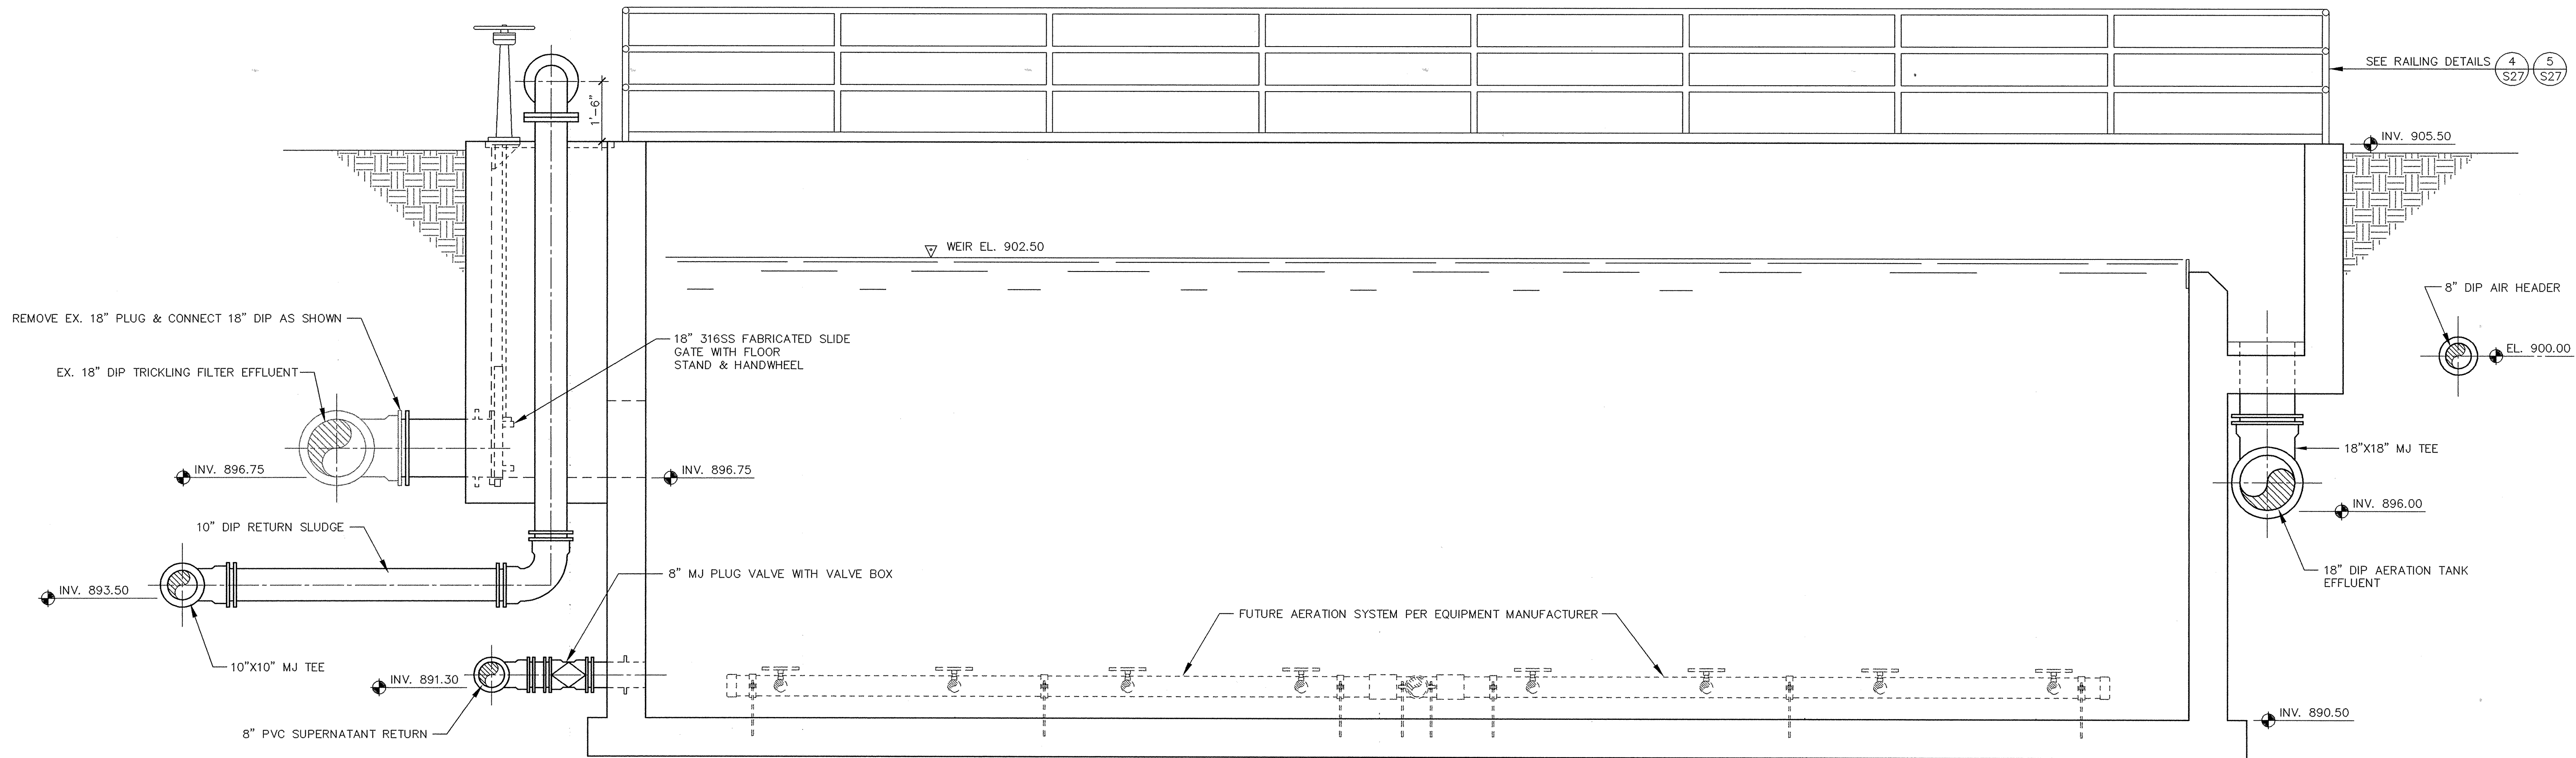 SEE RAILING DETAILS 4 S27 5 S27
1'-6"
INV. 905.50
WEIR EL. 902.50
8" DIP AIR HEADER
REMOVE EX. 18" PLUG & CONNECT 18" DIP AS SHOWN
18" 316SS FABRICATED SLIDE
GATE WITH FLOOR
STAND & HANDWHEEL
EL. 900.00
EX. 18" DIP TRICKLING FILTER EFFLUENT
18"X18" MJ TEE
INV. 896.75
INV. 896.75
INV. 896.00
10" DIP RETURN SLUDGE
18" DIP AERATION TANK
EFFLUENT
8" MJ PLUG VALVE WITH VALVE BOX
INV. 893.50
FUTURE AERATION SYSTEM PER EQUIPMENT MANUFACTURER
10"X10" MJ TEE
INV. 891.30
INV. 890.50
8" PVC SUPERNATANT RETURN